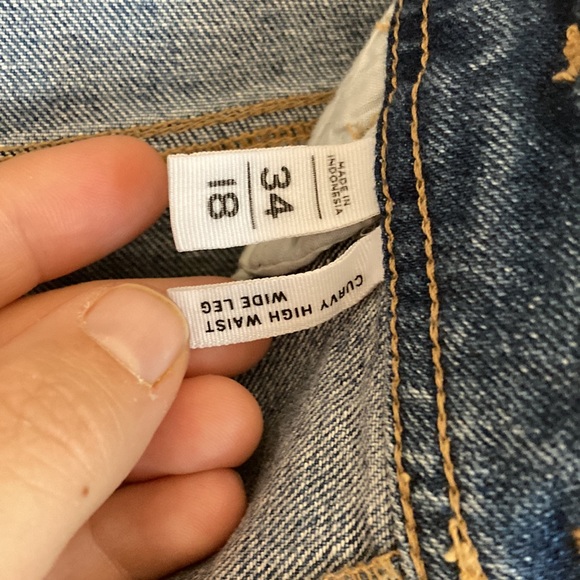 MADE IN
INDONESIA
34
18
CURVY HIGH WAIST
WIDE LEG